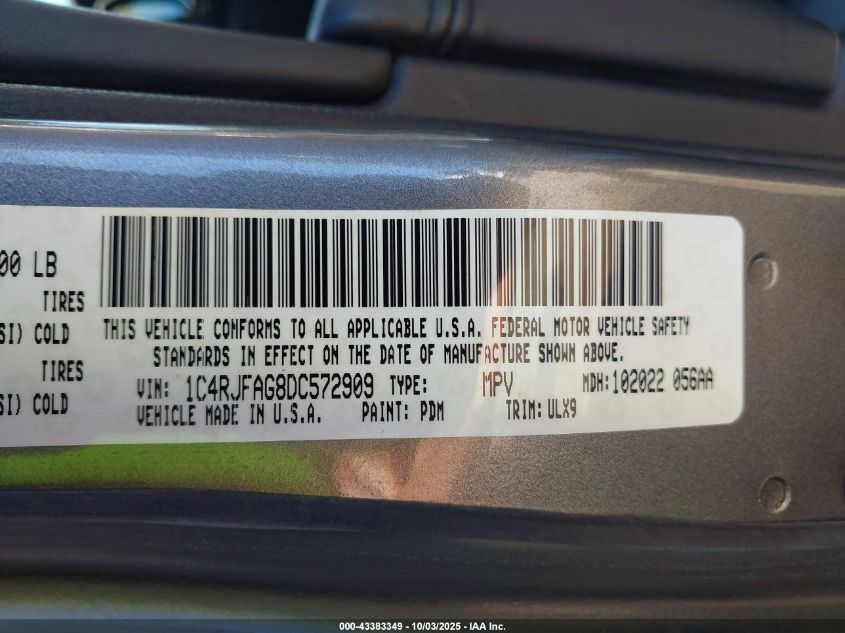 00 LB
TIRES
SI) COLD
TIRES
SI) COLD
THIS VEHICLE CONFORMS TO ALL APPLICABLE U.S.A. FEDERAL MOTOR VEHICLE SAFETY
STANDARDS IN EFFECT ON THE DATE OF MANUFACTURE SHOWN ABOVE.
VIN: 1C4RJFAG8DC572909 TYPE: MPV MDH:102022 056AA
VEHICLE MADE IN U.S.A. PAINT: PDM TRIM: ULX9
000-43383349 - 10/03/2025 - IAA Inc.